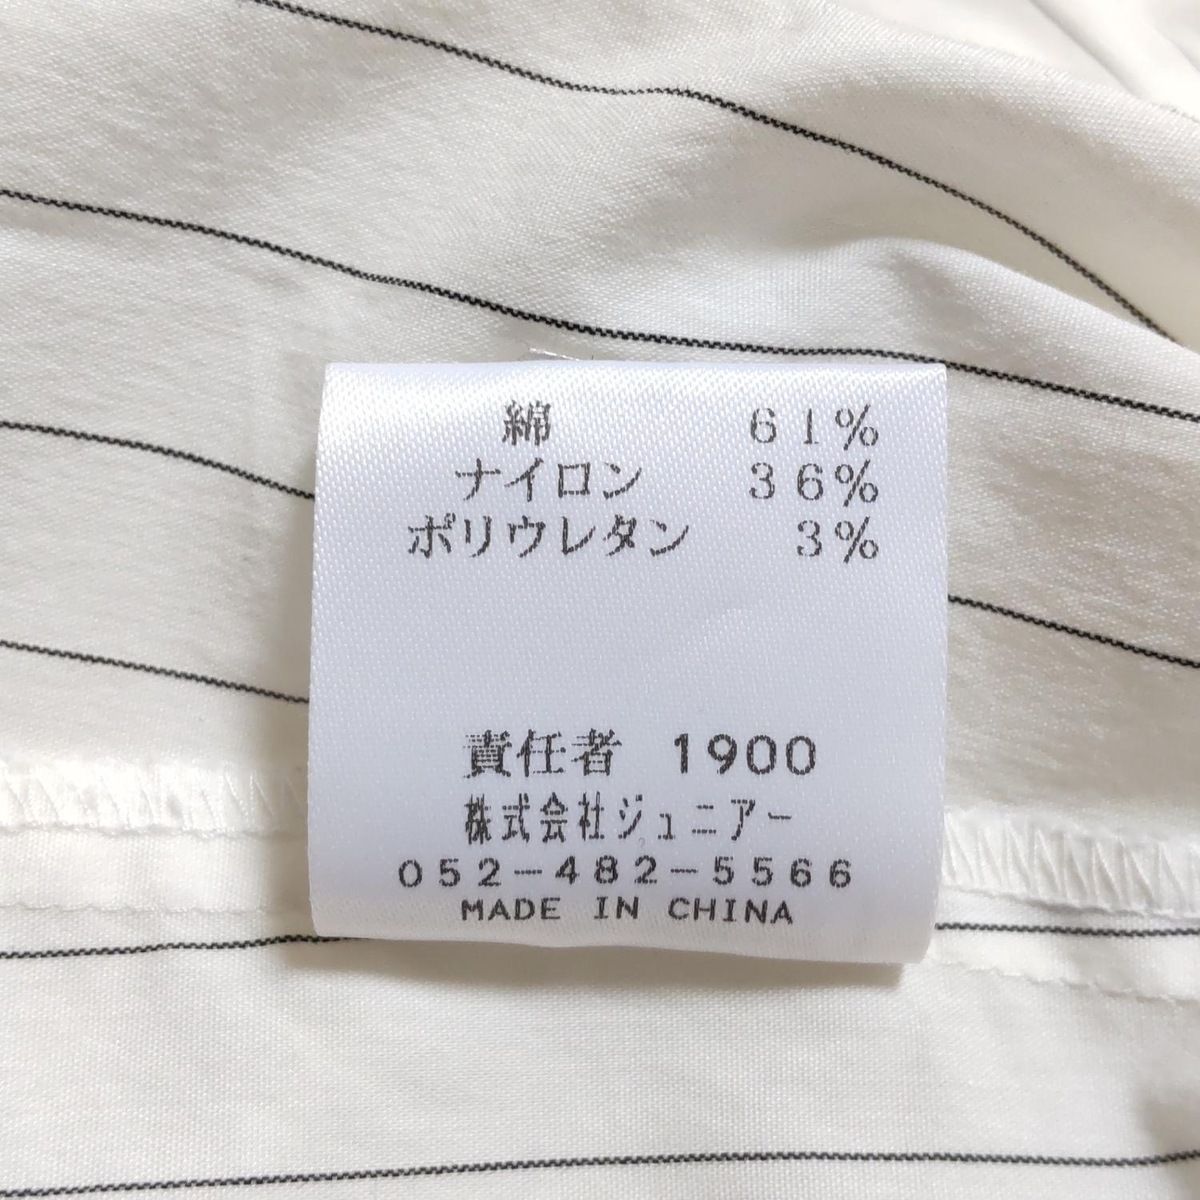 綿 61%
ナイロン 36%
ポリウレタン 3%
責任者 1900
株式会社ジュニアー
052-482-5566
MADE IN CHINA